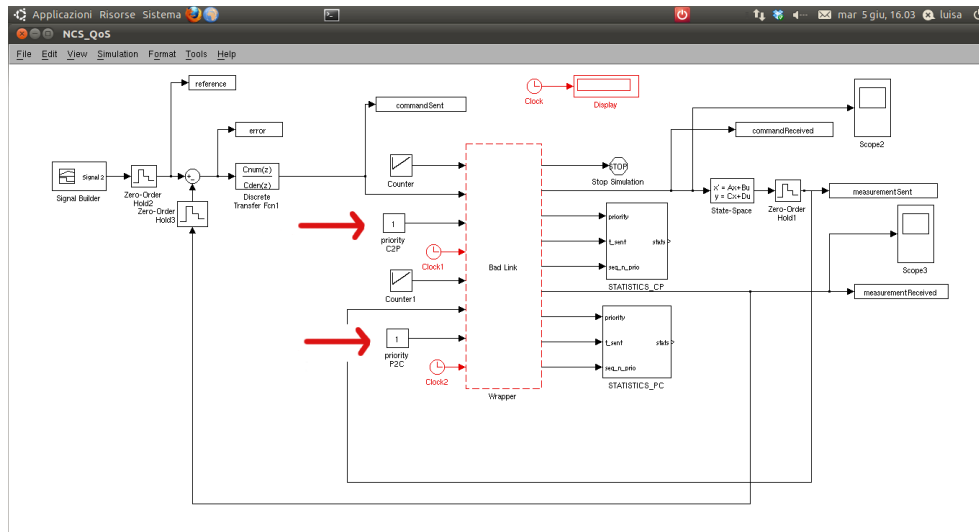 Applicazioni Risorse Sistema
mar 5 giu, 16.03 luisa
NCS_QoS
File Edit View Simulation Format Tools Help
reference
commandSent
Clock
Display
error
commandReceived
Scope2
Signal 2
Signal Builder
Zero-Order
Hold2
Zero-Order
Hold3
Cnum(z)
Cden(z)
Discrete
Transfer Fcn1
Counter
STOP
Stop Simulation
x' = Ax+Bu
y = Cx+Du
State-Space
Zero-Order
Hold1
measurementSent
1
priority
C2P
Clock1
Counter1
Bad Link
priority
t_sent
seq_n_prio
stats
STATISTICS_CP
Scope3
measurementReceived
1
priority
P2C
Clock2
Wrapper
priority
t_sent
seq_n_prio
stats
STATISTICS_PC